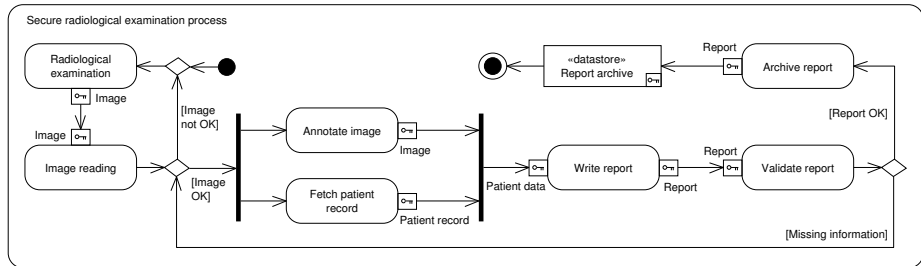 Secure radiological examination process
Radiological
examination
Image
Image
Image reading
[Image
not OK]
[Image
OK]
Annotate image
Image
Fetch patient
record
Patient record
Patient data
Write report
Report
Report
Validate report
«datastore»
Report archive
Report
Archive report
[Report OK]
[Missing information]